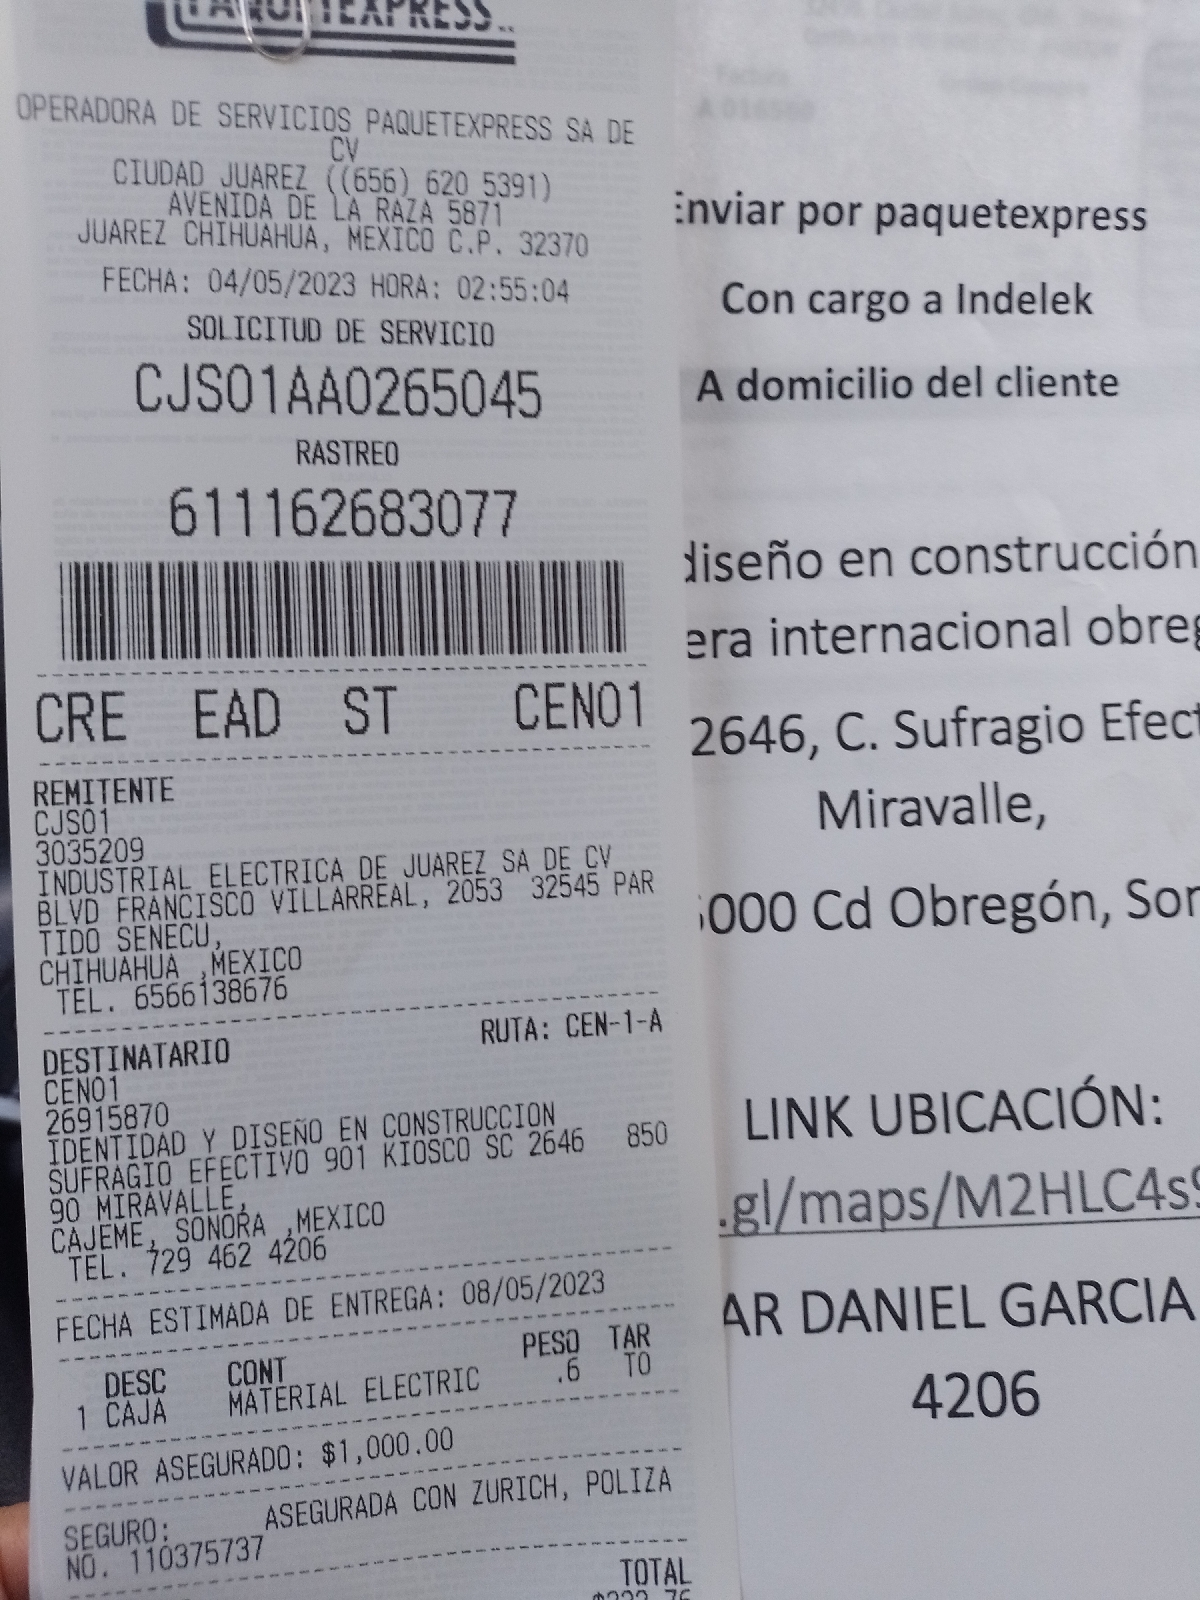 PAQUETEXPRESS
OPERADORA DE SERVICIOS PAQUETEXPRESS SA DE
CV
CIUDAD JUAREZ ((656) 620 5391)
AVENIDA DE LA RAZA 5871
JUAREZ CHIHUAHUA, MEXICO C.P. 32370
FECHA: 04/05/2023 HORA: 02:55:04
SOLICITUD DE SERVICIO
CJS01AA0265045
RASTREO
611162683077
CRE EAD ST CEN01
REMITENTE
CJS01
3035209
INDUSTRIAL ELECTRICA DE JUAREZ SA DE CV
BLVD FRANCISCO VILLARREAL, 2053 32545 PAR
TIDO SENECU,
CHIHUAHUA ,MEXICO
TEL. 6566138676
RUTA: CEN-1-A
DESTINATARIO
CEN01
26915870
IDENTIDAD Y DISEÑO EN CONSTRUCCION
SUFRAGIO EFECTIVO 901 KIOSCO SC 2646 850
90 MIRAVALLE,
CAJEME, SONORA ,MEXICO
TEL. 729 462 4206
FECHA ESTIMADA DE ENTREGA: 08/05/2023
DESC CONT PESO TAR
1 CAJA MATERIAL ELECTRIC .6 TO
VALOR ASEGURADO: $1,000.00
SEGURO: ASEGURADA CON ZURICH, POLIZA
NO. 110375737
TOTAL
Factura
A 016560
Enviar por paquetexpress
Con cargo a Indelek
A domicilio del cliente
diseño en construcción
era internacional obreg
2646, C. Sufragio Efect
Miravalle,
000 Cd Obregón, Son
LINK UBICACIÓN:
.gl/maps/M2HLC4s9
AR DANIEL GARCIA
4206